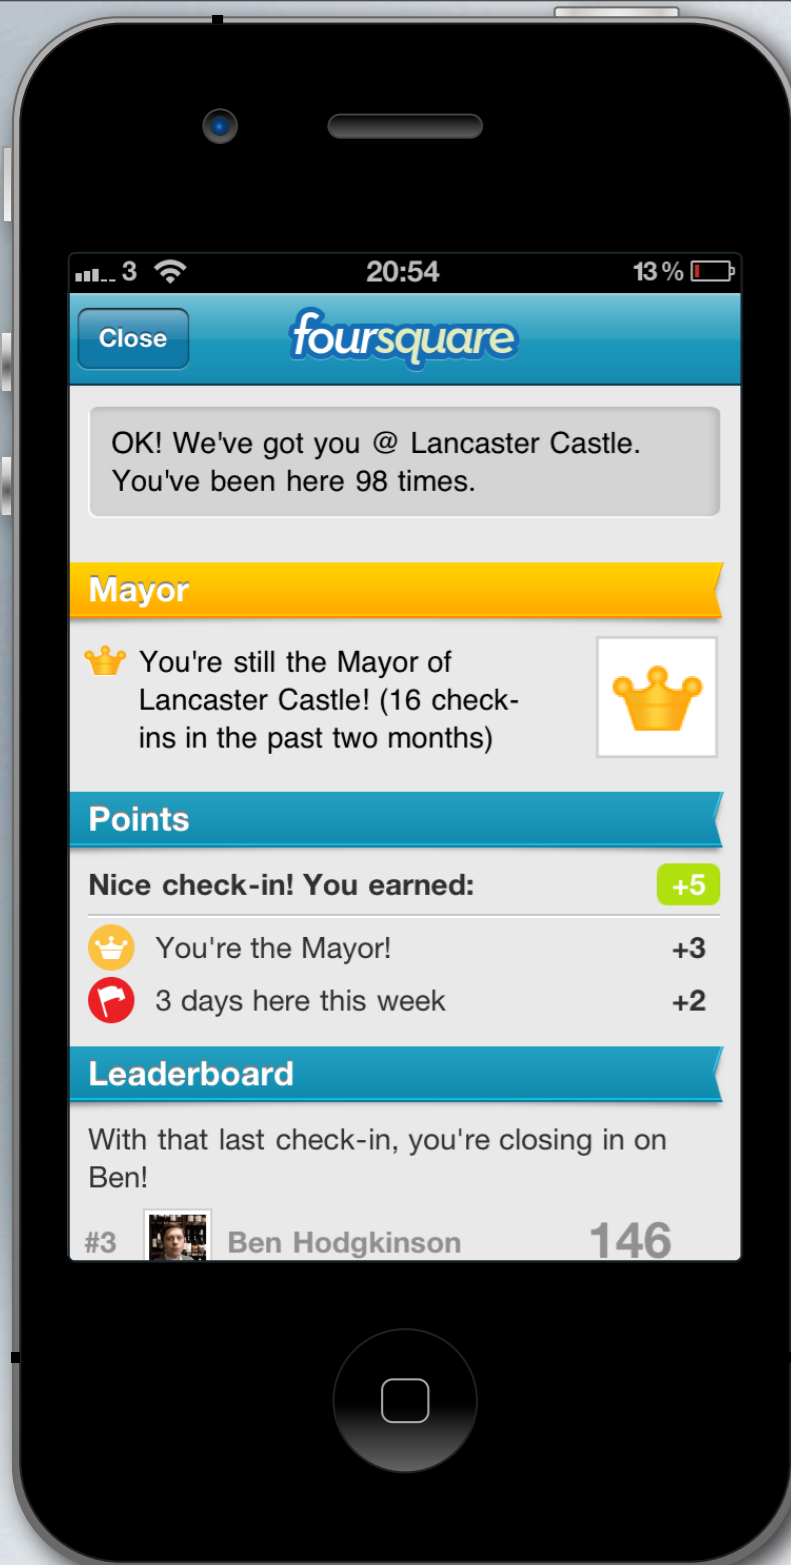 3 20:54 13%
Close foursquare
OK! We've got you @ Lancaster Castle.
You've been here 98 times.
Mayor
You're still the Mayor of
Lancaster Castle! (16 check-
ins in the past two months)
Points
Nice check-in! You earned: +5
You're the Mayor! +3
3 days here this week +2
Leaderboard
With that last check-in, you're closing in on
Ben!
#3 Ben Hodgkinson 146